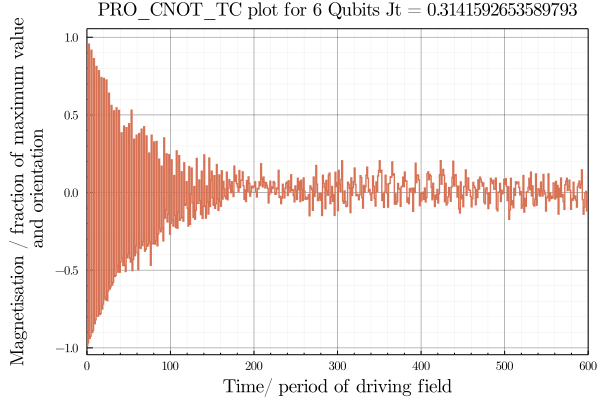 PRO_CNOT_TC plot for 6 Qubits Jt = 0.3141592653589793
Magnetisation / fraction of maximum value
and orientation
1.0
0.5
0.0
−0.5
−1.0
0 100 200 300 400 500 600
Time/ period of driving field